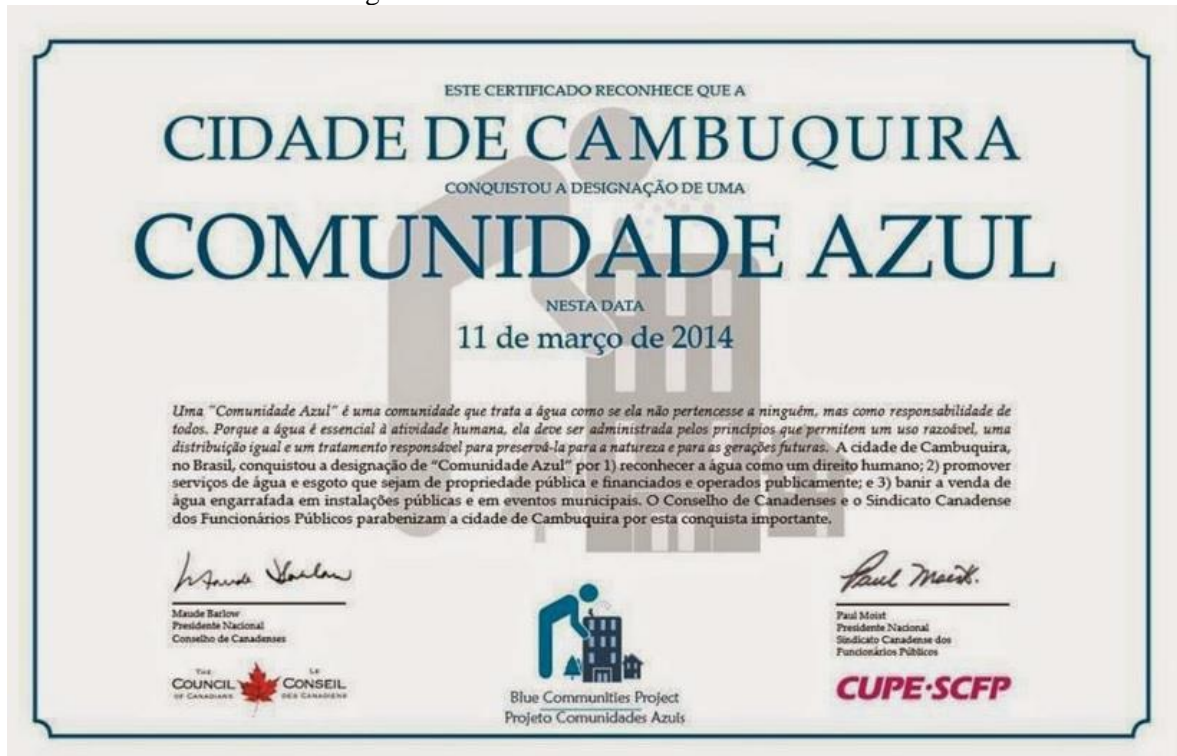 ESTE CERTIFICADO RECONHECE QUE A
CIDADE DE CAMBUQUIRA
CONQUISTOU A DESIGNAÇÃO DE UMA
COMUNIDADE AZUL
NESTA DATA
11 de março de 2014
Uma "Comunidade Azul" é uma comunidade que trata a água como se ela não pertencesse a ninguém, mas como responsabilidade de
todos. Porque a água é essencial à atividade humana, ela deve ser administrada pelos princípios que permitem um uso razoável, uma
distribuição igual e um tratamento responsável para preservá-la para a natureza e para as gerações futuras. A cidade de Cambuquira,
no Brasil, conquistou a designação de "Comunidade Azul" por 1) reconhecer a água como um direito humano; 2) promover
serviços de água e esgoto que sejam de propriedade pública e financiados e operados publicamente; e 3) banir a venda de
água engarrafada em instalações públicas e em eventos municipais. O Conselho de Canadenses e o Sindicato Canadense
dos Funcionários Públicos parabenizam a cidade de Cambuquira por esta conquista importante.
Maude Barlow
Presidente Nacional
Conselho de Canadenses
THE COUNCIL OF CANADIANS
LE CONSEIL DES CANADIENS
Blue Communities Project
Projeto Comunidades Azuis
Paul Moist.
Paul Moist
Presidente Nacional
Sindicato Canadense dos
Funcionários Públicos
CUPE·SCFP